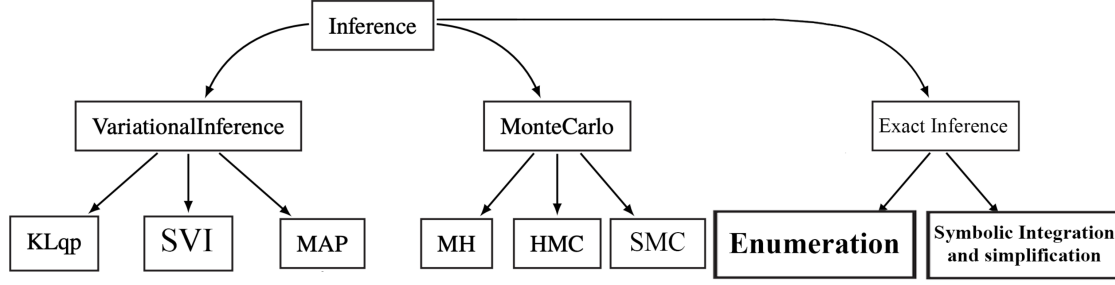 Inference
VariationalInference
MonteCarlo
Exact Inference
KLqp
SVI
MAP
MH
HMC
SMC
Enumeration
Symbolic Integration
and simplification